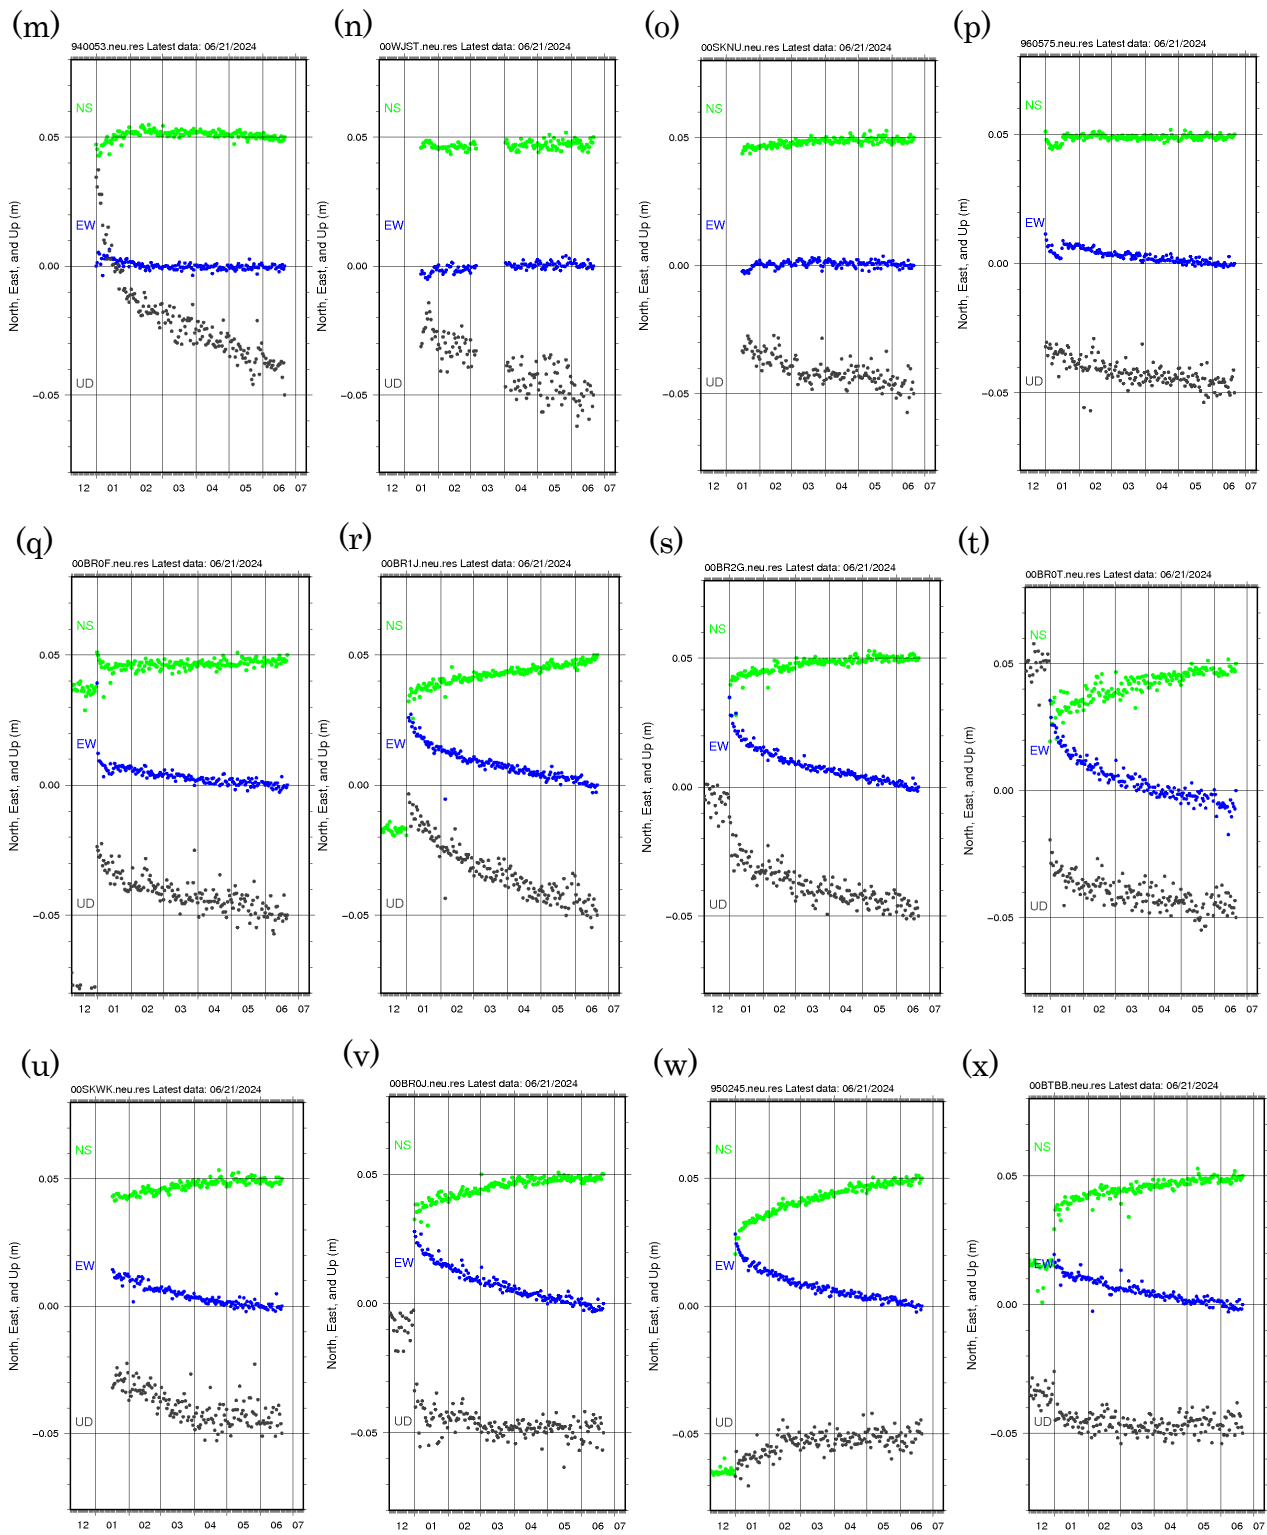 (m)
940053.neu.res Latest data: 06/21/2024
NS
0.05
EW
0.00
UD
−0.05
North, East, and Up (m)
12 01 02 03 04 05 06 07
(n)
00WJST.neu.res Latest data: 06/21/2024
NS
0.05
EW
0.00
UD
−0.05
North, East, and Up (m)
12 01 02 03 04 05 06 07
(o)
00SKNU.neu.res Latest data: 06/21/2024
NS
0.05
EW
0.00
UD
−0.05
North, East, and Up (m)
12 01 02 03 04 05 06 07
(p)
960575.neu.res Latest data: 06/21/2024
NS
0.05
EW
0.00
UD
−0.05
North, East, and Up (m)
12 01 02 03 04 05 06 07
(q)
00BR0F.neu.res Latest data: 06/21/2024
NS
0.05
EW
0.00
UD
−0.05
North, East, and Up (m)
12 01 02 03 04 05 06 07
(r)
00BR1J.neu.res Latest data: 06/21/2024
NS
0.05
EW
0.00
UD
−0.05
North, East, and Up (m)
12 01 02 03 04 05 06 07
(s)
00BR2G.neu.res Latest data: 06/21/2024
NS
0.05
EW
0.00
UD
−0.05
North, East, and Up (m)
12 01 02 03 04 05 06 07
(t)
00BR0T.neu.res Latest data: 06/21/2024
NS
0.05
EW
0.00
UD
−0.05
North, East, and Up (m)
12 01 02 03 04 05 06 07
(u)
00SKWK.neu.res Latest data: 06/21/2024
NS
0.05
EW
0.00
UD
−0.05
North, East, and Up (m)
12 01 02 03 04 05 06 07
(v)
00BR0J.neu.res Latest data: 06/21/2024
NS
0.05
EW
0.00
UD
−0.05
North, East, and Up (m)
12 01 02 03 04 05 06 07
(w)
950245.neu.res Latest data: 06/21/2024
NS
0.05
EW
0.00
−0.05
North, East, and Up (m)
12 01 02 03 04 05 06 07
(x)
00BTBB.neu.res Latest data: 06/21/2024
NS
0.05
EW
0.00
UD
−0.05
North, East, and Up (m)
12 01 02 03 04 05 06 07